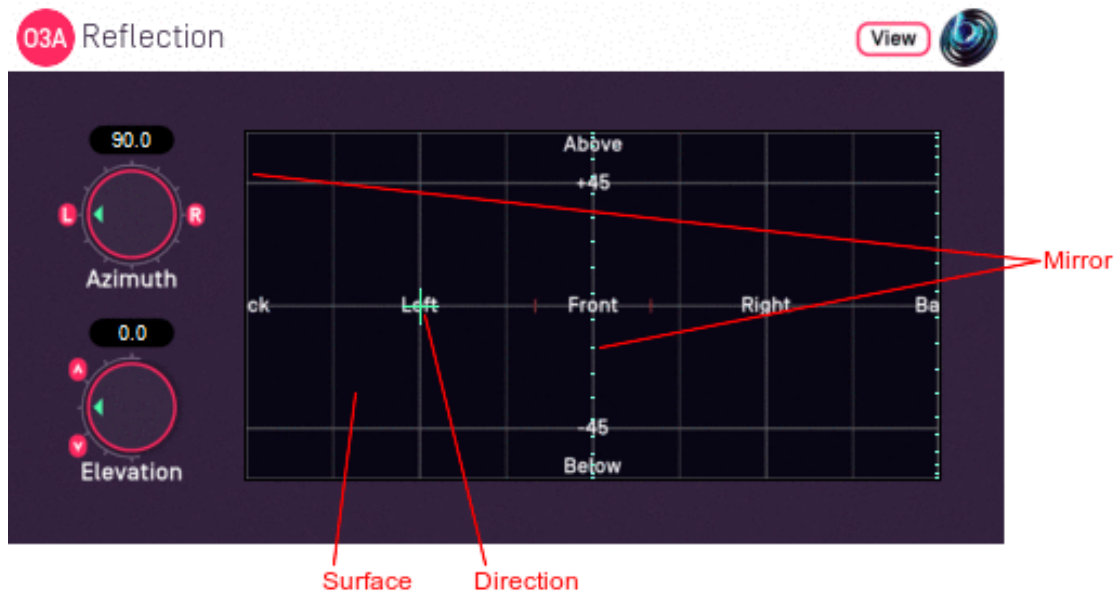 O3A Reflection
View
90.0
L
R
Azimuth
0.0
Elevation
Above
+45
ck
Left
Front
Right
Ba
-45
Below
Mirror
Surface
Direction